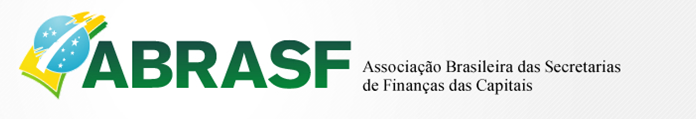 ABRASF
Associação Brasileira das Secretarias
de Finanças das Capitais